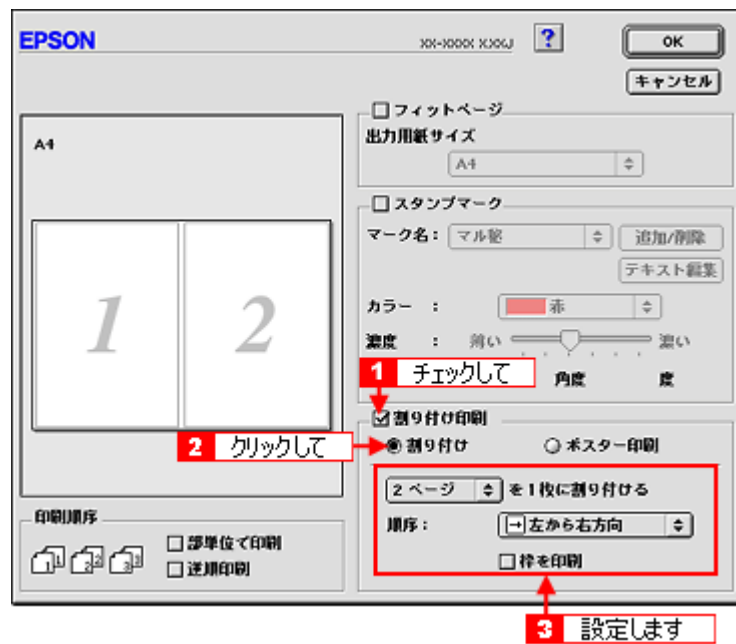 EPSON
XX-XXXX XXXXJ
?
OK
キャンセル
A4
1
2
フィットページ
出力用紙サイズ
A4
スタンプマーク
マーク名：
マル秘
追加/削除
テキスト編集
カラー ：
赤
濃度 ：
薄い
濃い
1 チェックして
角度
度
割り付け印刷
2 クリックして
割り付け
ポスター印刷
2 ページ
を1枚に割り付ける
順序：
左から右方向
枠を印刷
印刷順序
1 1 2 2 3 3
部単位で印刷
逆順印刷
3 設定します